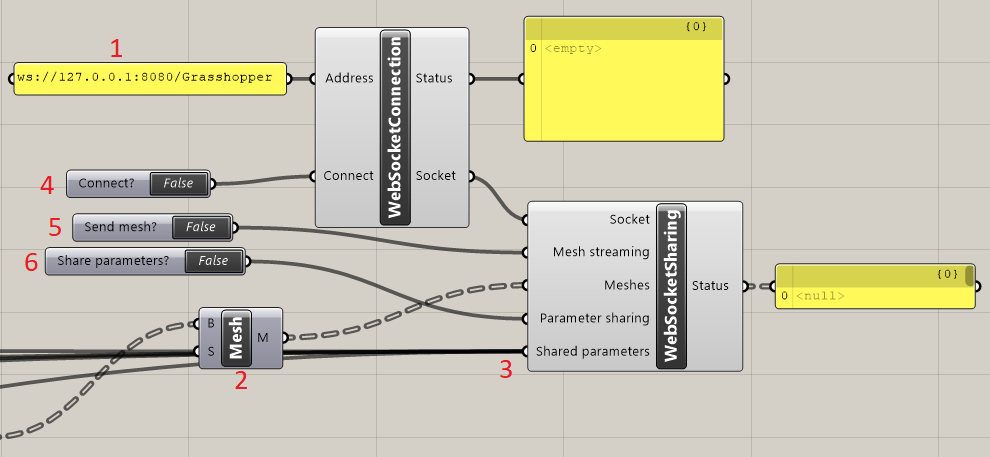 1
ws://127.0.0.1:8080/Grasshopper
Address
Connect
WebSocketConnection
Status
Socket
{0}
0 <empty>
4
Connect?
False
5
Send mesh?
False
6
Share parameters?
False
B
S
Mesh
M
2
3
Socket
Mesh streaming
Meshes
Parameter sharing
Shared parameters
WebSocketSharing
Status
{0}
0 <null>